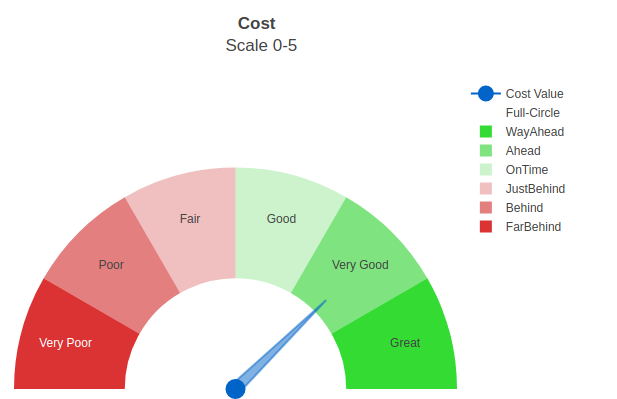 Cost
Scale 0-5
Cost Value
Full-Circle
WayAhead
Ahead
OnTime
JustBehind
Behind
FarBehind
Fair
Good
Poor
Very Good
Very Poor
Great